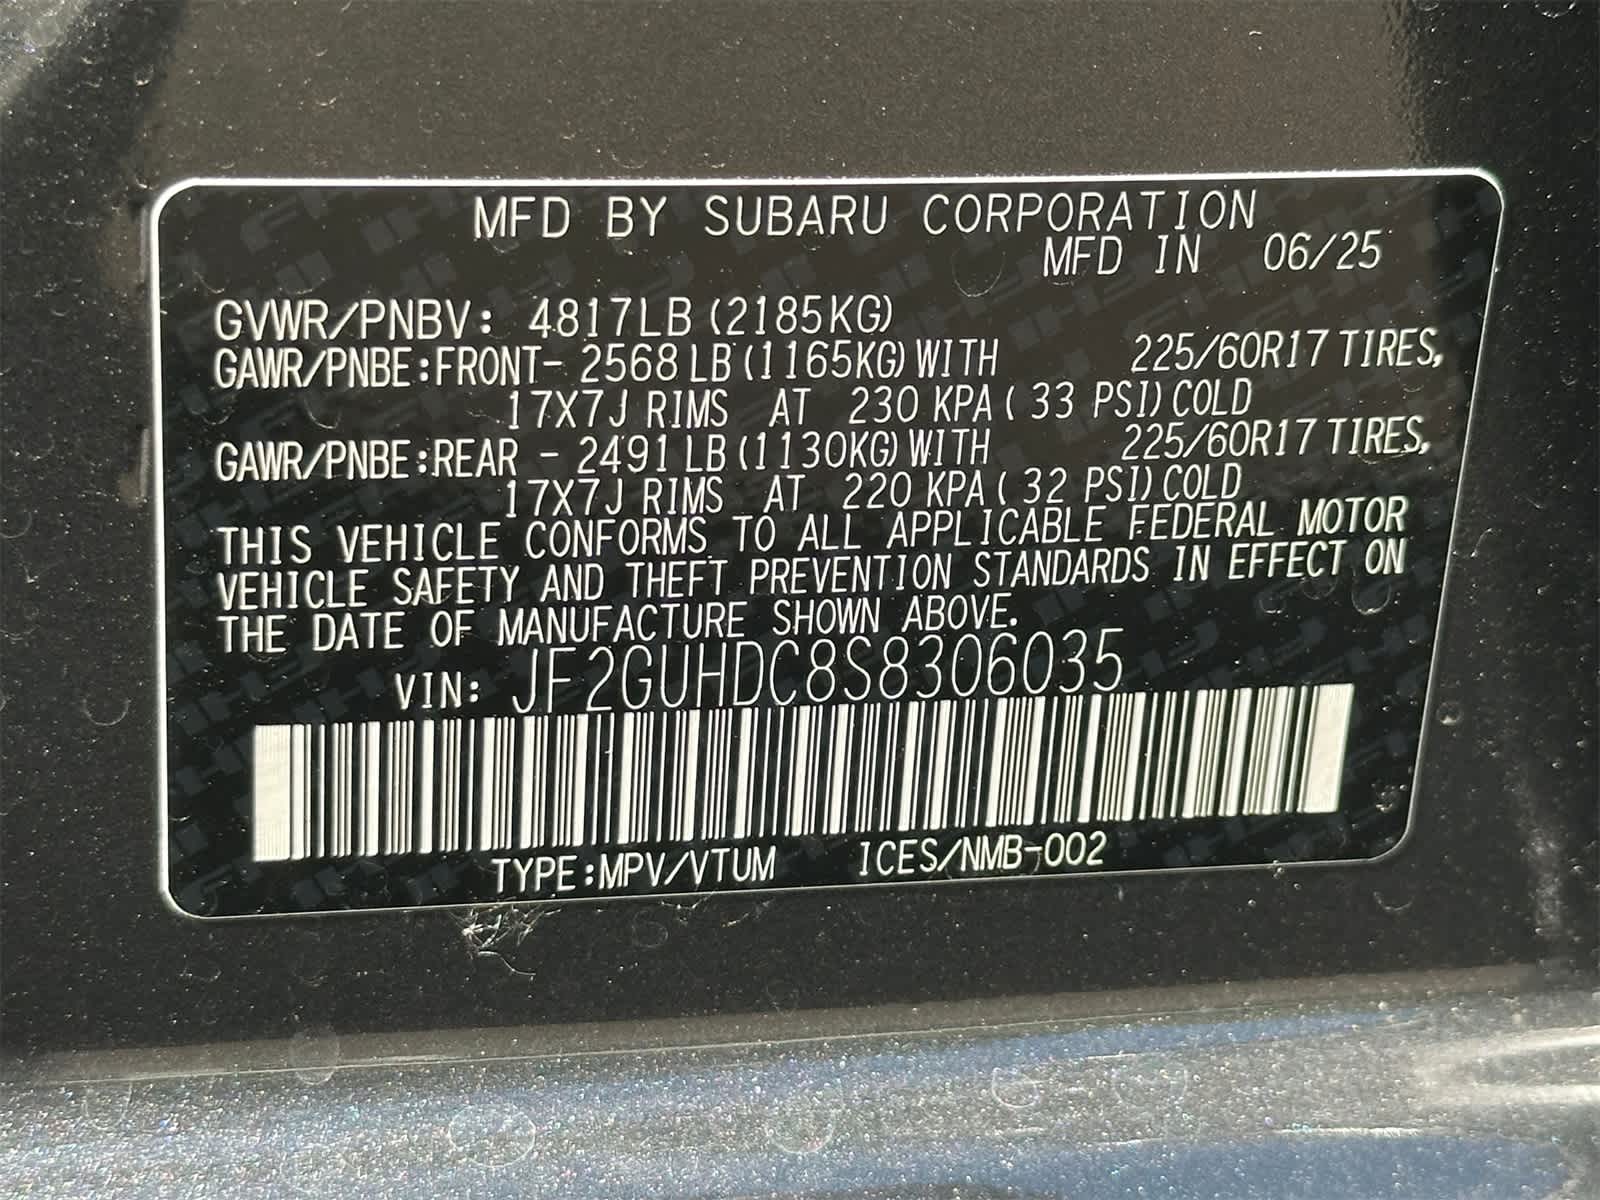 MFD BY SUBARU CORPORATION
MFD IN 06/25
GVWR/PNBV: 4817LB (2185KG)
GAWR/PNBE:FRONT- 2568 LB (1165KG) WITH 225/60R17 TIRES,
17X7J RIMS AT 230 KPA ( 33 PSI) COLD
GAWR/PNBE:REAR - 2491 LB (1130KG) WITH 225/60R17 TIRES,
17X7J RIMS AT 220 KPA ( 32 PSI) COLD
THIS VEHICLE CONFORMS TO ALL APPLICABLE FEDERAL MOTOR
VEHICLE SAFETY AND THEFT PREVENTION STANDARDS IN EFFECT ON
THE DATE OF MANUFACTURE SHOWN ABOVE.
VIN: JF2GUHDC8S8306035
TYPE:MPV/VTUM ICES/NMB-002